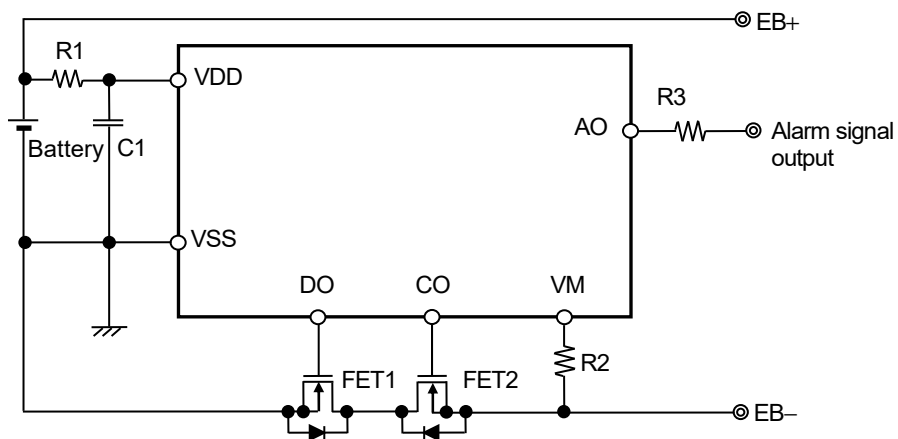 EB+
R1
VDD
R3
AO
Alarm signal
output
Battery
C1
VSS
DO
CO
VM
R2
FET1
FET2
EB−